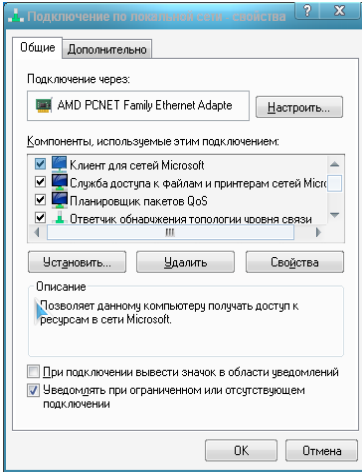 Подключение по локальной сети - свойства
Общие
Дополнительно
Подключение через:
AMD PCNET Family Ethernet Adapte
Настроить...
Компоненты, используемые этим подключением:
Клиент для сетей Microsoft
Служба доступа к файлам и принтерам сетей Micro
Планировщик пакетов QoS
Ответчик обнаружения топологии уровня связи
Установить...
Удалить
Свойства
Описание
Позволяет данному компьютеру получать доступ к
ресурсам в сети Microsoft.
При подключении вывести значок в области уведомлений
Уведомлять при ограниченном или отсутствующем
подключении
OK
Отмена